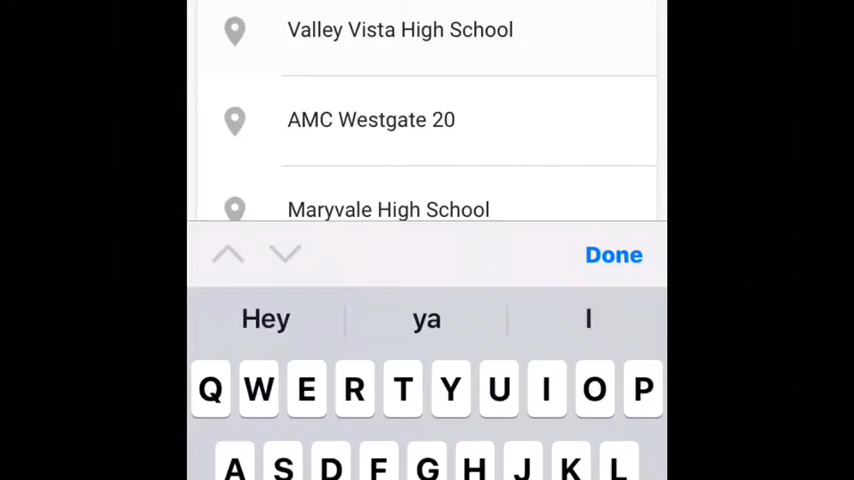 Valley Vista High School
AMC Westgate 20
Maryvale High School
Done
Hey ya I
Q W E R T Y U I O P
A S D F G H J K L